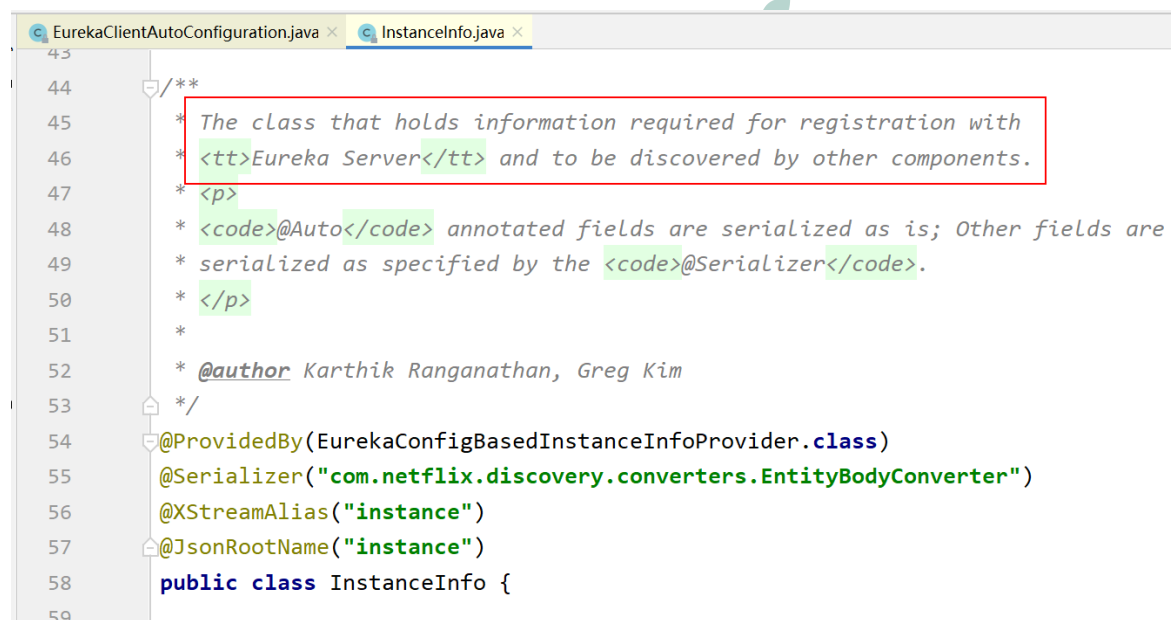 EurekaClientAutoConfiguration.java InstanceInfo.java
43
44 /**
45 * The class that holds information required for registration with
46 * <tt>Eureka Server</tt> and to be discovered by other components.
47 * <p>
48 * <code>@Auto</code> annotated fields are serialized as is; Other fields are
49 * serialized as specified by the <code>@Serializer</code>.
50 * </p>
51 *
52 * @author Karthik Ranganathan, Greg Kim
53 */
54 @ProvidedBy(EurekaConfigBasedInstanceInfoProvider.class)
55 @Serializer("com.netflix.discovery.converters.EntityBodyConverter")
56 @XStreamAlias("instance")
57 @JsonRootName("instance")
58 public class InstanceInfo {
59